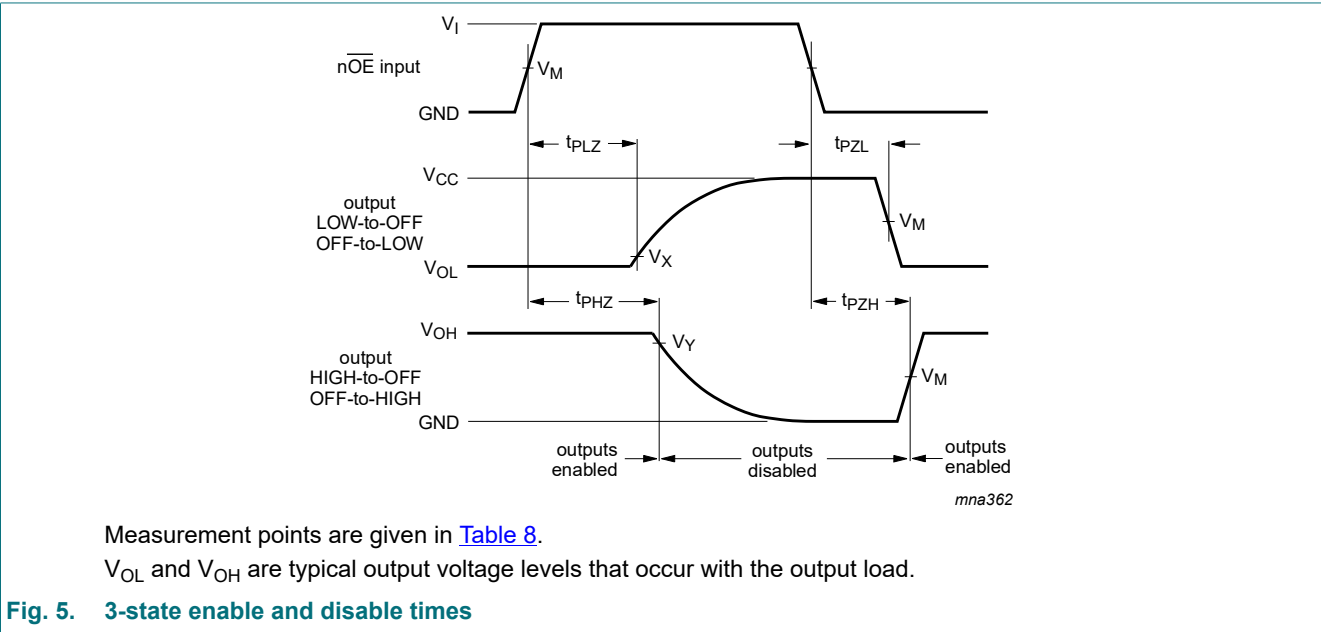 V_I
nOE input
V_M
GND
t_PLZ
t_PZL
V_CC
output
LOW-to-OFF
OFF-to-LOW
V_M
V_X
V_OL
t_PHZ
t_PZH
V_OH
V_Y
output
HIGH-to-OFF
OFF-to-HIGH
V_M
GND
outputs
enabled
outputs
disabled
outputs
enabled
mna362
Measurement points are given in Table 8.
V_OL and V_OH are typical output voltage levels that occur with the output load.
Fig. 5. 3-state enable and disable times